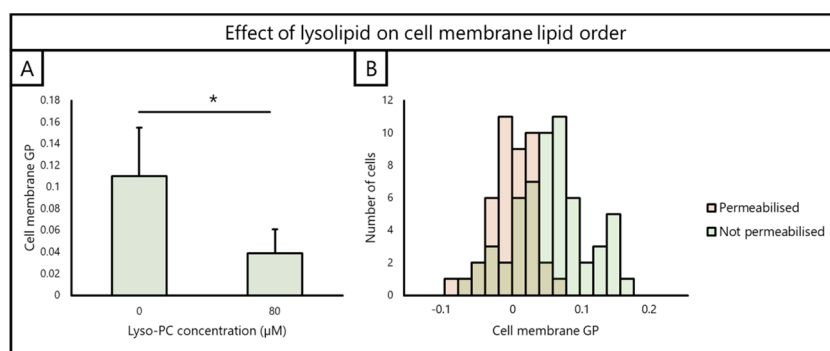 Effect of lysolipid on cell membrane lipid order
A
B
Cell membrane GP
0.18
0.16
0.14
0.12
0.1
0.08
0.06
0.04
0.02
0
*
0
80
Lyso-PC concentration (µM)
Number of cells
12
10
8
6
4
2
0
-0.1
0
0.1
0.2
Cell membrane GP
Permeabilised
Not permeabilised